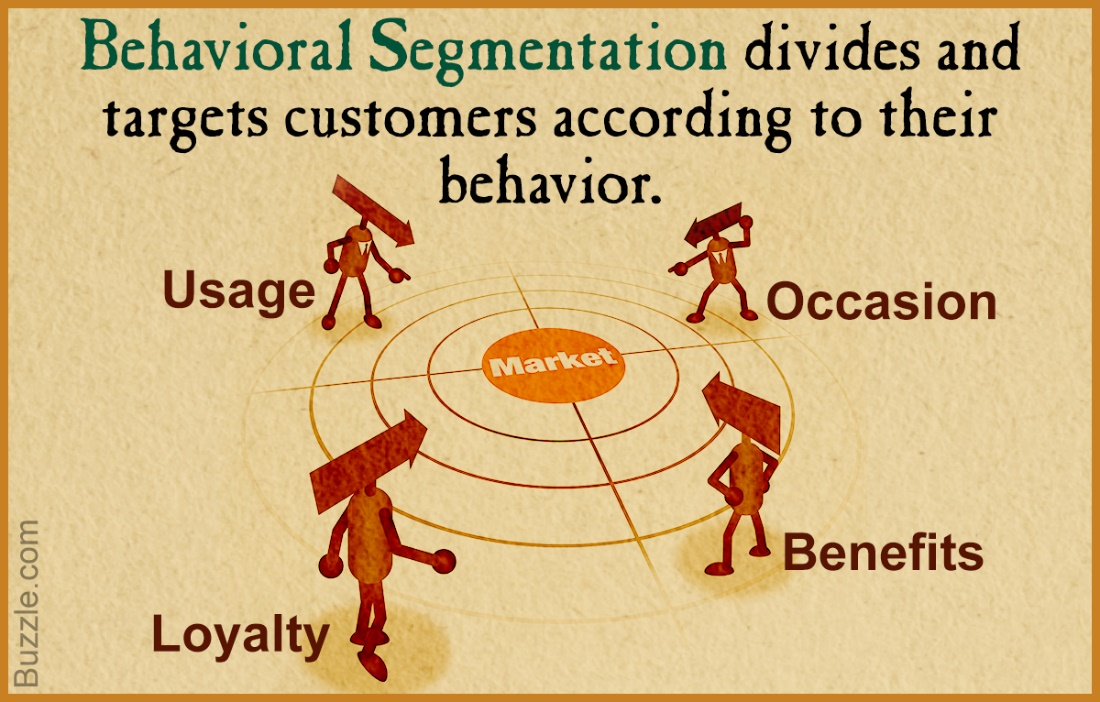 Behavioral Segmentation divides and
targets customers according to their
behavior.
Usage
Occasion
Market
Benefits
Loyalty
Buzzle.com